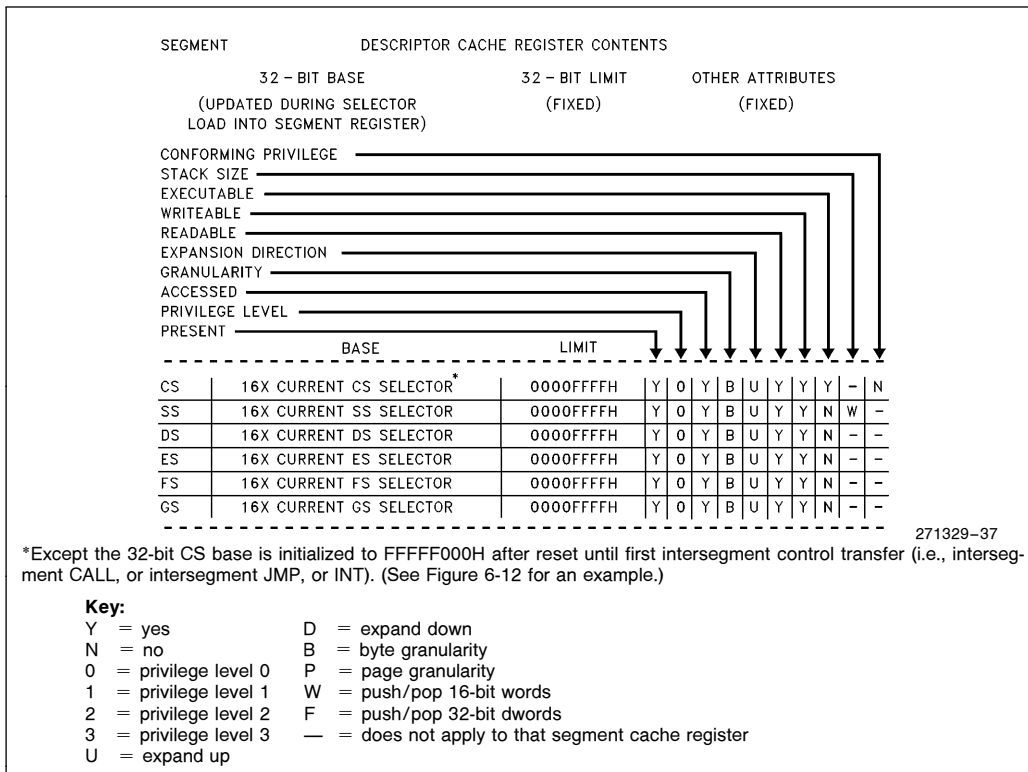 SEGMENT DESCRIPTOR CACHE REGISTER CONTENTS
32 – BIT BASE 32 – BIT LIMIT OTHER ATTRIBUTES
(UPDATED DURING SELECTOR (FIXED) (FIXED)
LOAD INTO SEGMENT REGISTER)
CONFORMING PRIVILEGE
STACK SIZE
EXECUTABLE
WRITEABLE
READABLE
EXPANSION DIRECTION
GRANULARITY
ACCESSED
PRIVILEGE LEVEL
PRESENT
BASE LIMIT
CS 16X CURRENT CS SELECTOR* 0000FFFFH Y 0 Y B U Y Y Y – N
SS 16X CURRENT SS SELECTOR 0000FFFFH Y 0 Y B U Y Y N W –
DS 16X CURRENT DS SELECTOR 0000FFFFH Y 0 Y B U Y Y N – –
ES 16X CURRENT ES SELECTOR 0000FFFFH Y 0 Y B U Y Y N – –
FS 16X CURRENT FS SELECTOR 0000FFFFH Y 0 Y B U Y Y N – –
GS 16X CURRENT GS SELECTOR 0000FFFFH Y 0 Y B U Y Y N – –
271329–37
*Except the 32-bit CS base is initialized to FFFFF000H after reset until first intersegment control transfer (i.e., interseg-
ment CALL, or intersegment JMP, or INT). (See Figure 6-12 for an example.)
Key:
Y = yes D = expand down
N = no B = byte granularity
0 = privilege level 0 P = page granularity
1 = privilege level 1 W = push/pop 16-bit words
2 = privilege level 2 F = push/pop 32-bit dwords
3 = privilege level 3 — = does not apply to that segment cache register
U = expand up